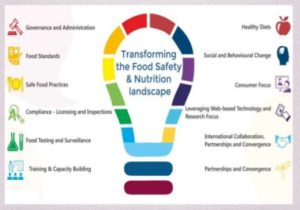 Governance and Administration
Food Standards
Safe Food Practices
Compliance - Licensing and Inspections
Food Testing and Surveillance
Training & Capacity Building
Transforming
the Food Safety
& Nutrition
landscape
Healthy Diets
Social and Behavioural Change
Consumer Focus
Leveraging Web-based Technology and
Research Focus
International Collaboration,
Partnerships and Convergence
Partnerships and Convergence